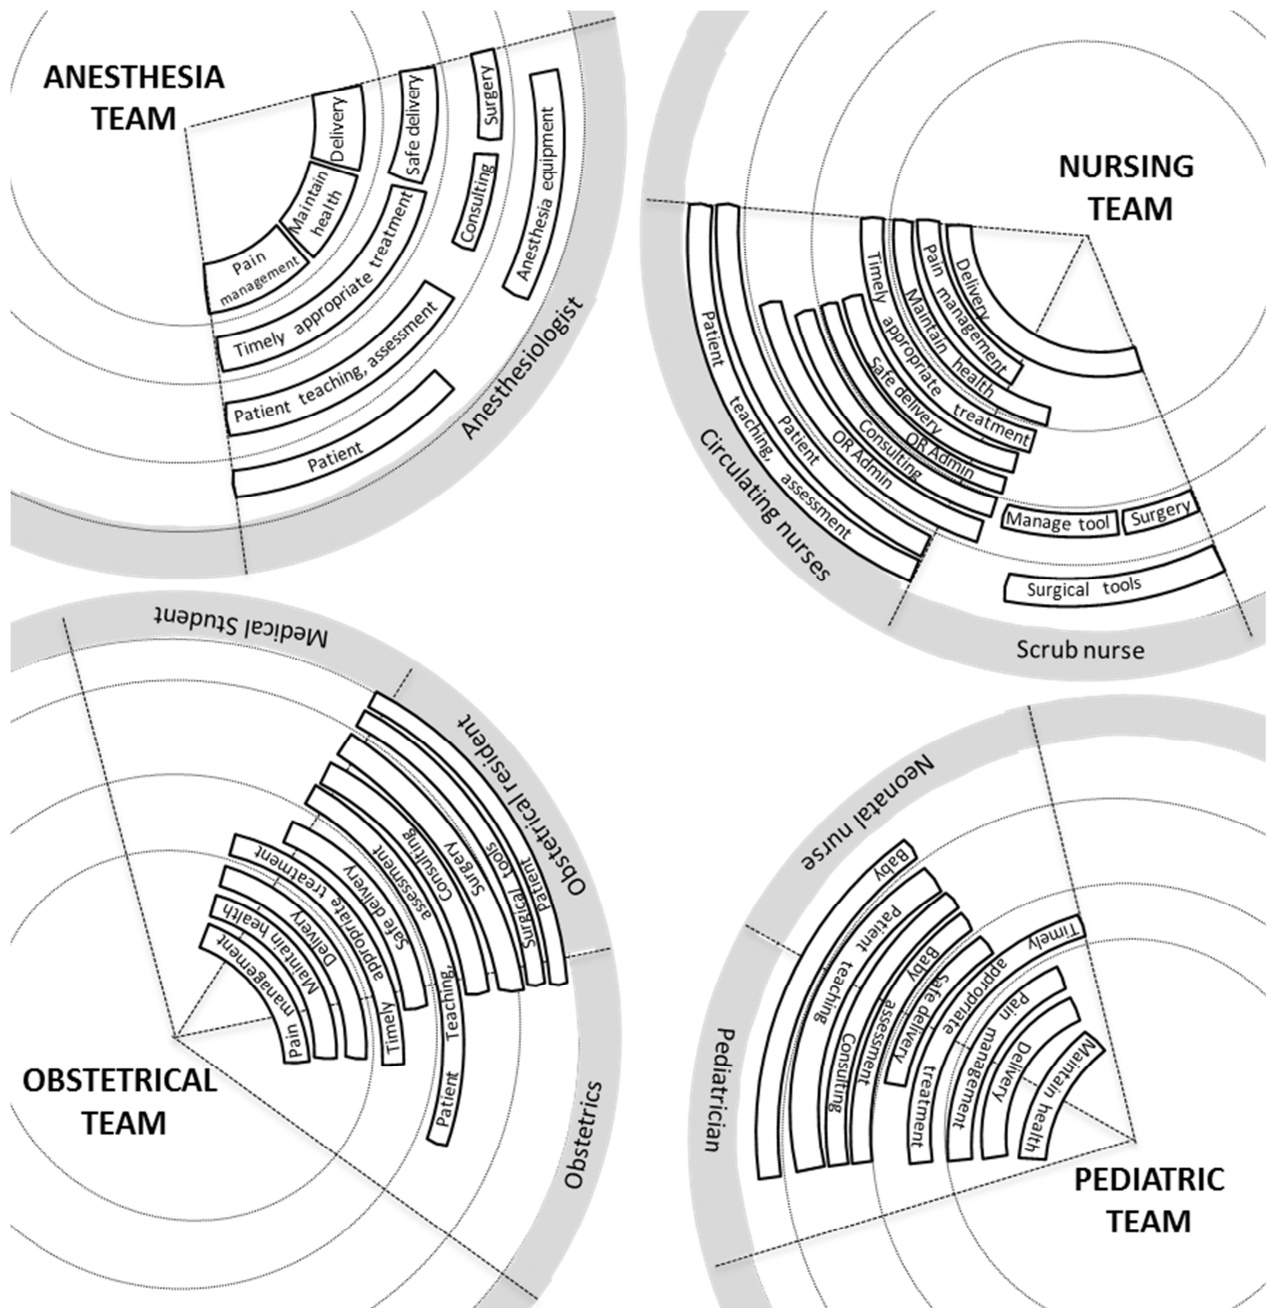 ANESTHESIA
TEAM
Delivery
Maintain
health
Pain
management
Safe delivery
Timely appropriate treatment
Surgery
Consulting
Patient teaching, assessment
Anesthesia equipment
Patient
Anesthesiologist
NURSING
TEAM
Delivery
Pain management
Maintain health
Timely appropriate treatment
Safe delivery
OR Admin
Consulting
OR Admin
Patient
Patient teaching, assessment
Manage tool
Surgery
Surgical tools
Circulating nurses
Scrub nurse
OBSTETRICAL
TEAM
Pain management
Maintain health
Delivery
Timely appropriate treatment
Safe delivery
Patient Teaching, assessment
Consulting
Surgery
Surgical tools
Patient
Medical Student
Obstetrical resident
Obstetrics
PEDIATRIC
TEAM
Maintain health
Delivery
Pain management
Timely appropriate treatment
Safe delivery
Baby assessment
Consulting
Patient teaching
Baby
Neonatal nurse
Pediatrician